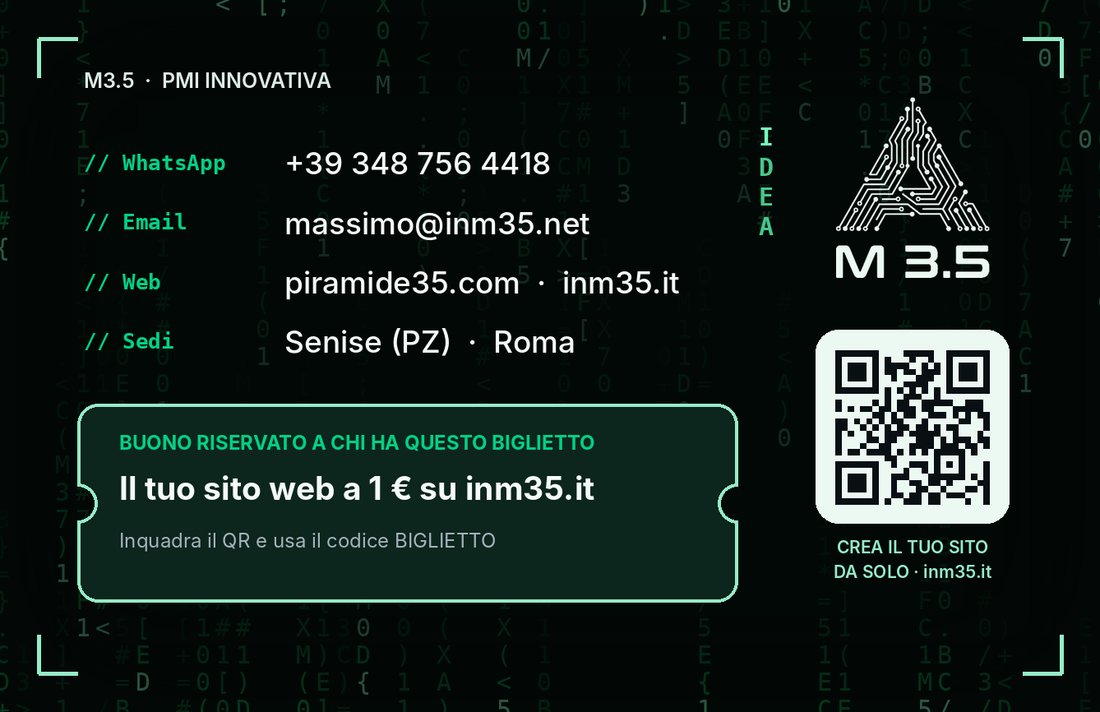 M3.5 · PMI INNOVATIVA
// WhatsApp +39 348 756 4418
// Email massimo@inm35.net
// Web piramide35.com · inm35.it
// Sedi Senise (PZ) · Roma
BUONO RISERVATO A CHI HA QUESTO BIGLIETTO
Il tuo sito web a 1 € su inm35.it
Inquadra il QR e usa il codice BIGLIETTO
IDEA
M 3.5
CREA IL TUO SITO
DA SOLO · inm35.it